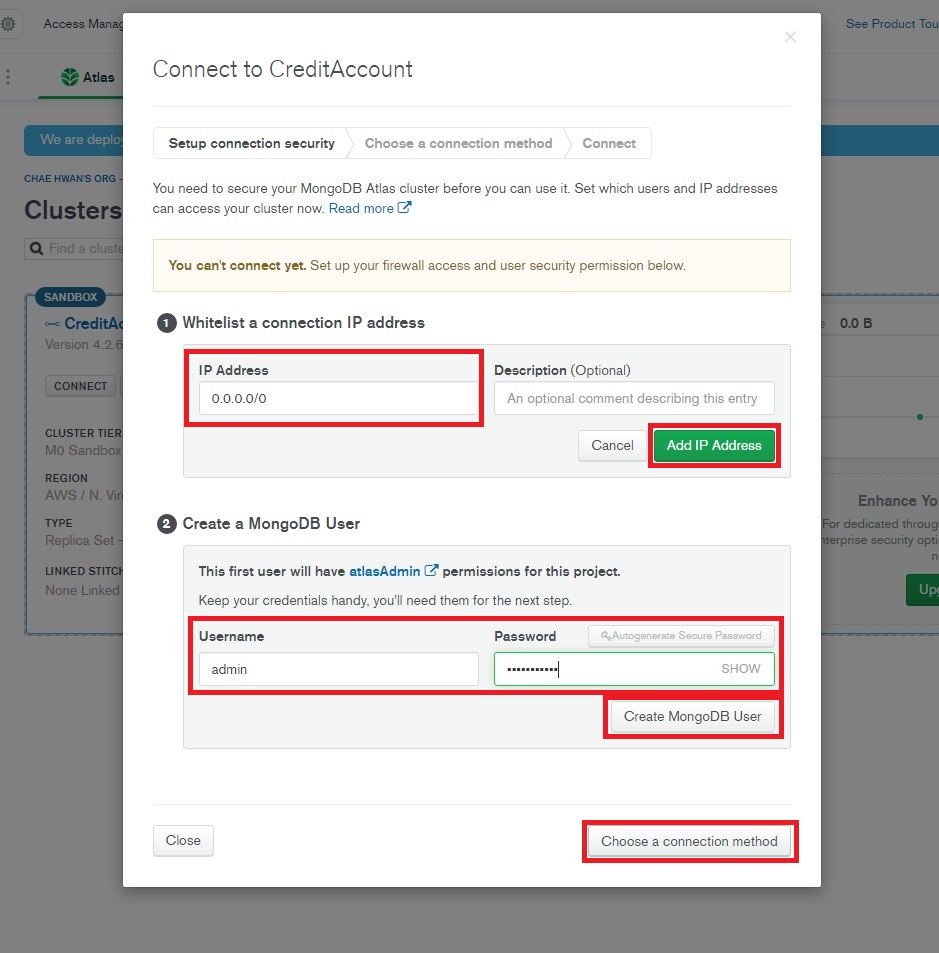 Access Manag
See Product Tou
Atlas
We are deploy
CHAE HWAN'S ORG -
Clusters
Find a cluste
SANDBOX
CreditAc
Version 4.2.6
CONNECT
CLUSTER TIER
M0 Sandbox
REGION
AWS / N. Vir
TYPE
Replica Set -
LINKED STITCH
None Linked
0.0 B
Enhance Yo
For dedicated throug
nterprise security optio
n
Upg
×
Connect to CreditAccount
Setup connection security
Choose a connection method
Connect
You need to secure your MongoDB Atlas cluster before you can use it. Set which users and IP addresses
can access your cluster now. Read more
You can't connect yet. Set up your firewall access and user security permission below.
1 Whitelist a connection IP address
IP Address
Description (Optional)
0.0.0.0/0
An optional comment describing this entry
Cancel
Add IP Address
2 Create a MongoDB User
This first user will have atlasAdmin permissions for this project.
Keep your credentials handy, you'll need them for the next step.
Username
Password
Autogenerate Secure Password
admin
•••••••••••
SHOW
Create MongoDB User
Close
Choose a connection method